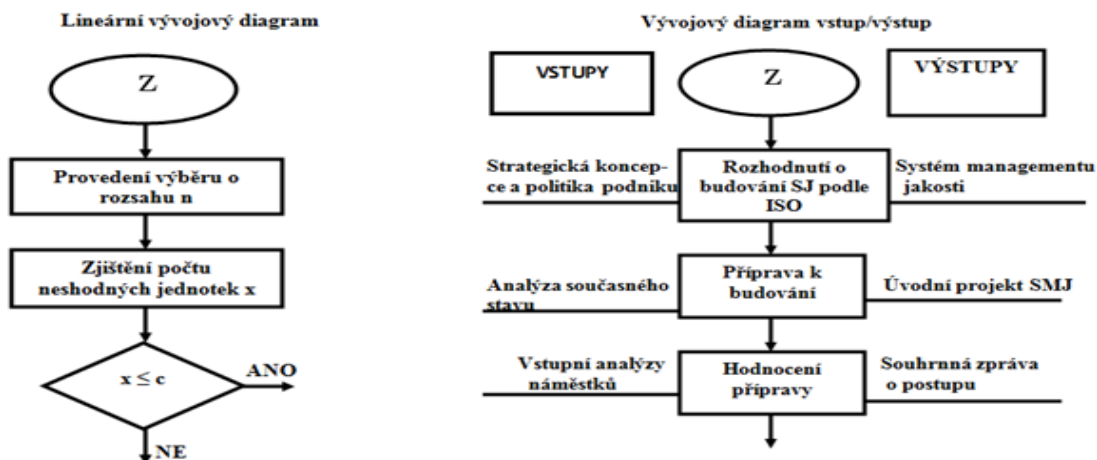 Lineární vývojový diagram
Z
Provedení výběru o
rozsahu n
Zjištění počtu
neshodných jednotek x
x ≤ c
ANO
NE
Vývojový diagram vstup/výstup
VSTUPY
Z
VÝSTUPY
Strategická koncep-
ce a politika podniku
Rozhodnutí o
budování SJ podle
ISO
Systém managementu
jakosti
Analýza současného
stavu
Příprava k
budování
Úvodní projekt SMJ
Vstupní analýzy
náměstků
Hodnocení
přípravy
Souhrnná zpráva
o postupu